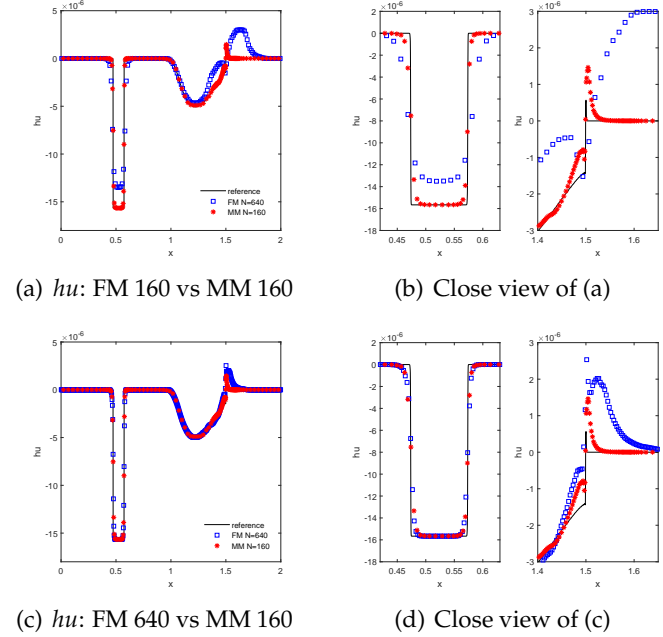 5 ×10⁻⁶
0
-5
-10
-15
hu
reference
FM N=640
MM N=160
0 0.5 1 1.5 2
x
×10⁻⁶
0
-2
-4
-6
-8
-10
-12
-14
-16
-18
hu
0.45 0.5 0.55 0.6
x
3 ×10⁻⁶
2
1
0
-1
-2
-3
hu
1.4 1.5 1.6
x
(a) hu: FM 160 vs MM 160
(b) Close view of (a)
5 ×10⁻⁶
0
-5
-10
-15
hu
reference
FM N=640
MM N=160
0 0.5 1 1.5 2
x
×10⁻⁶
0
-2
-4
-6
-8
-10
-12
-14
-16
-18
hu
0.45 0.5 0.55 0.6
x
3 ×10⁻⁶
2
1
0
-1
-2
-3
hu
1.4 1.5 1.6
x
(c) hu: FM 640 vs MM 160
(d) Close view of (c)